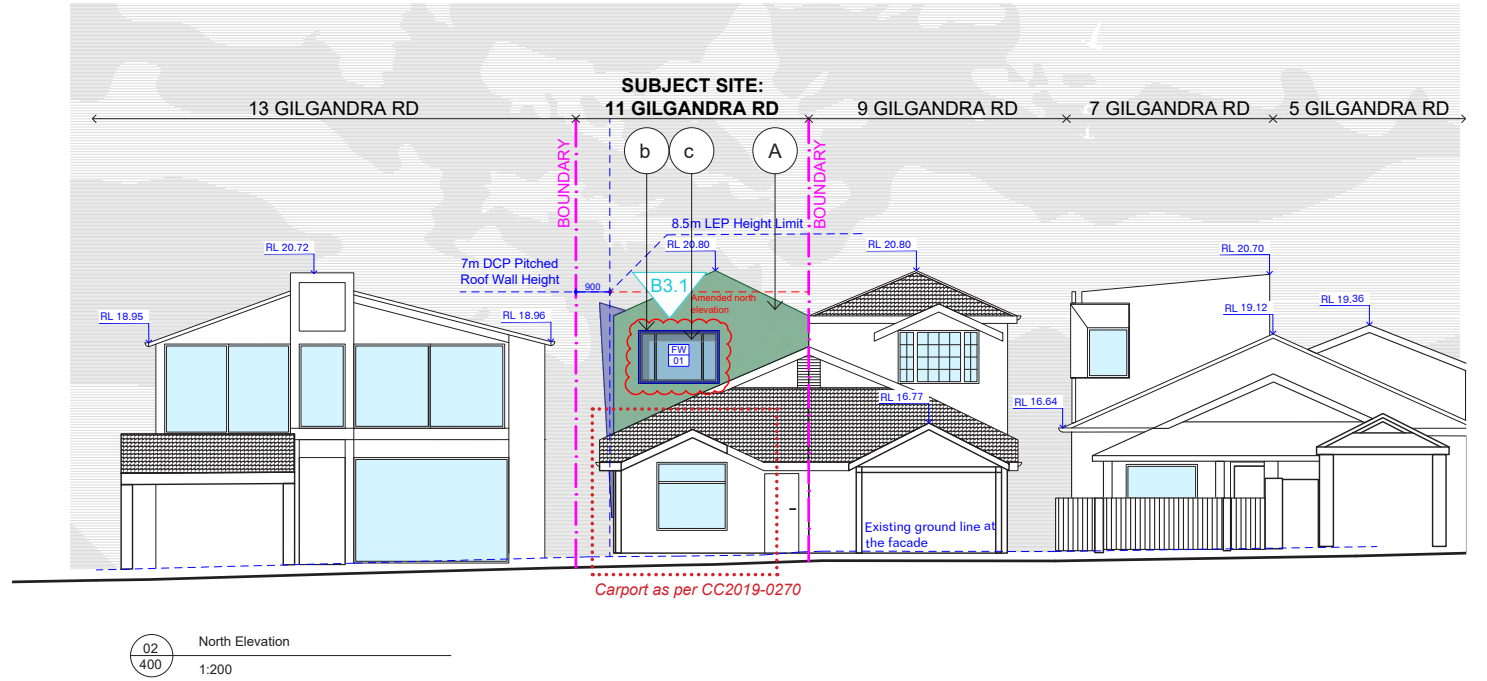 SUBJECT SITE:
13 GILGANDRA RD
11 GILGANDRA RD
9 GILGANDRA RD
7 GILGANDRA RD
5 GILGANDRA RD
b
c
A
BOUNDARY
BOUNDARY
8.5m LEP Height Limit
RL 20.72
RL 20.80
RL 20.80
RL 20.70
7m DCP Pitched
Roof Wall Height
900
B3.1
Amended north
elevation
RL 18.95
RL 18.96
RL 19.12
RL 19.36
FW
01
RL 16.77
RL 16.64
Existing ground line at
the facade
Carport as per CC2019-0270
02
400
North Elevation
1:200